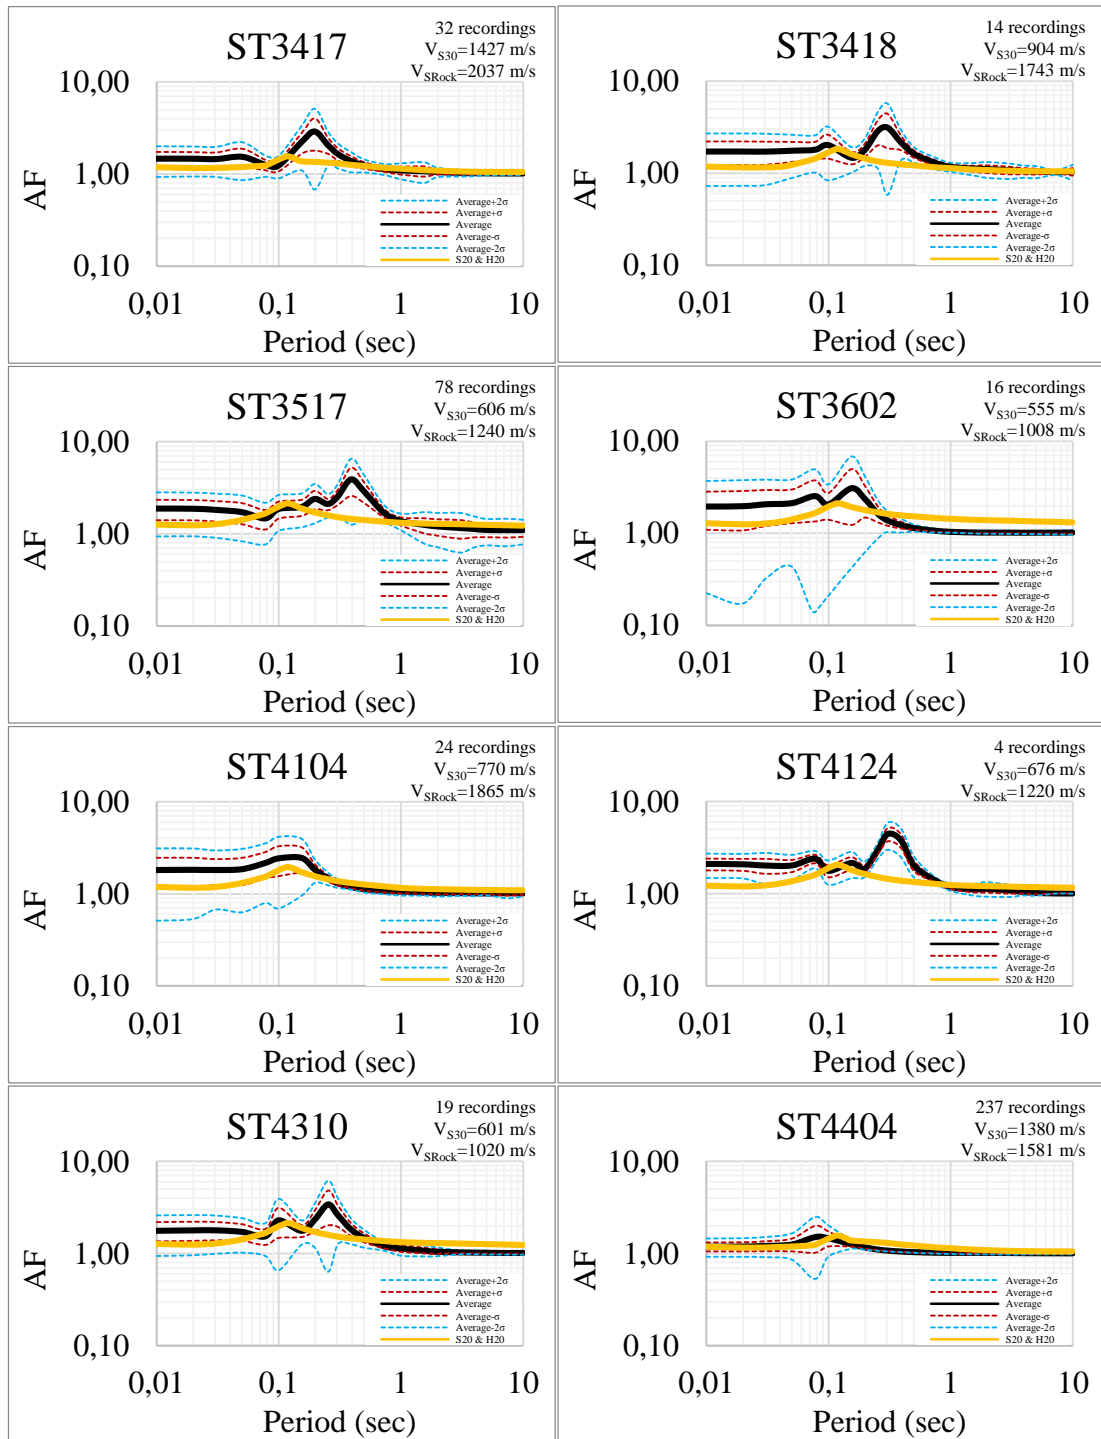 32 recordings
ST3417
VS30=1427 m/s
VSRock=2037 m/s
10,00
1,00
0,10
AF
Average+2σ
Average+σ
Average
Average-σ
Average-2σ
S20 & H20
0,01 0,1 1 10
Period (sec)
14 recordings
ST3418
VS30=904 m/s
VSRock=1743 m/s
10,00
1,00
0,10
AF
Average+2σ
Average+σ
Average
Average-σ
Average-2σ
S20 & H20
0,01 0,1 1 10
Period (sec)
78 recordings
ST3517
VS30=606 m/s
VSRock=1240 m/s
10,00
1,00
0,10
AF
Average+2σ
Average+σ
Average
Average-σ
Average-2σ
S20 & H20
0,01 0,1 1 10
Period (sec)
16 recordings
ST3602
VS30=555 m/s
VSRock=1008 m/s
10,00
1,00
0,10
AF
Average+2σ
Average+σ
Average
Average-σ
Average-2σ
S20 & H20
0,01 0,1 1 10
Period (sec)
24 recordings
ST4104
VS30=770 m/s
VSRock=1865 m/s
10,00
1,00
0,10
AF
Average+2σ
Average+σ
Average
Average-σ
Average-2σ
S20 & H20
0,01 0,1 1 10
Period (sec)
4 recordings
ST4124
VS30=676 m/s
VSRock=1220 m/s
10,00
1,00
0,10
AF
Average+2σ
Average+σ
Average
Average-σ
Average-2σ
S20 & H20
0,01 0,1 1 10
Period (sec)
19 recordings
ST4310
VS30=601 m/s
VSRock=1020 m/s
10,00
1,00
0,10
AF
Average+2σ
Average+σ
Average
Average-σ
Average-2σ
S20 & H20
0,01 0,1 1 10
Period (sec)
237 recordings
ST4404
VS30=1380 m/s
VSRock=1581 m/s
10,00
1,00
0,10
AF
Average+2σ
Average+σ
Average
Average-σ
Average-2σ
S20 & H20
0,01 0,1 1 10
Period (sec)